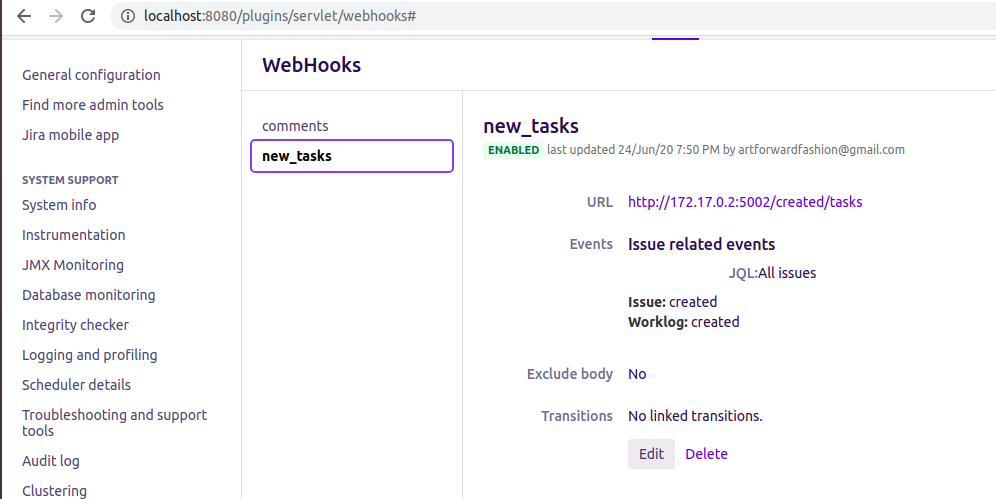 localhost:8080/plugins/servlet/webhooks#
General configuration
Find more admin tools
Jira mobile app
SYSTEM SUPPORT
System info
Instrumentation
JMX Monitoring
Database monitoring
Integrity checker
Logging and profiling
Scheduler details
Troubleshooting and support
tools
Audit log
Clustering
WebHooks
comments
new_tasks
new_tasks
ENABLED last updated 24/Jun/20 7:50 PM by artforwardfashion@gmail.com
URL http://172.17.0.2:5002/created/tasks
Events Issue related events
JQL:All issues
Issue: created
Worklog: created
Exclude body No
Transitions No linked transitions.
Edit Delete